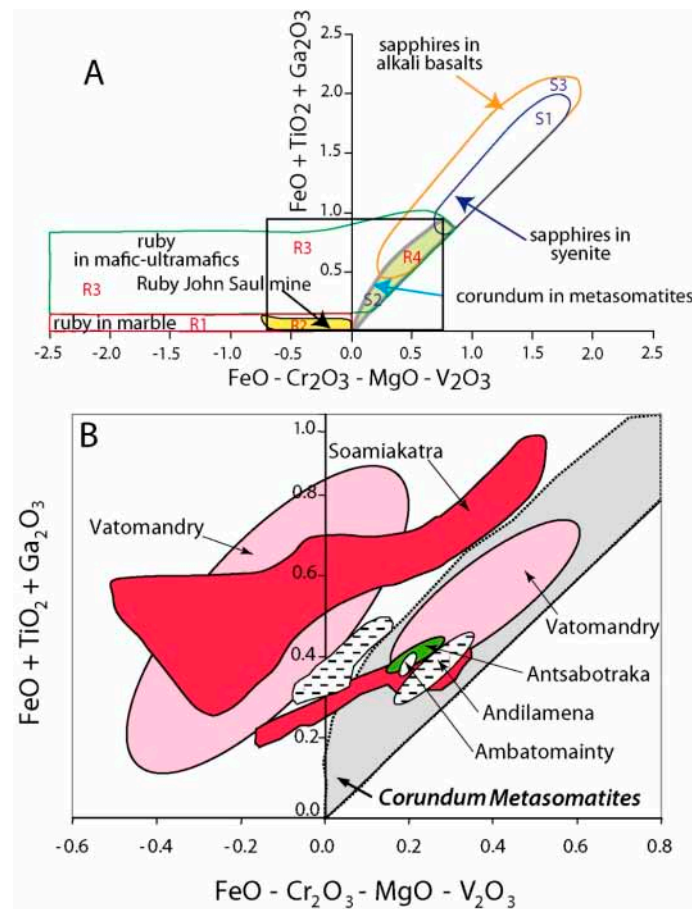 A
FeO + TiO₂ + Ga₂O₃
2.0
1.5
1.0
0.5
sapphires in
alkali basalts
S3
S1
sapphires in
syenite
ruby
in mafic-ultramafics
R3
R3
R4
Ruby John Saul mine
S2
corundum in metasomatites
ruby in marble
R1
R2
-2.5 -2.0 -1.5 -1.0 -0.5 0.0 0.5 1.0 1.5 2.0 2.5
FeO - Cr₂O₃ - MgO - V₂O₃
B
FeO + TiO₂ + Ga₂O₃
1.0
0.8
0.6
0.4
0.2
0.0
Soamiakatra
Vatomandry
Vatomandry
Antsabotraka
Andilamena
Ambatomainty
Corundum Metasomatites
-0.6 -0.4 -0.2 0.0 0.2 0.4 0.6 0.8
FeO - Cr₂O₃ - MgO - V₂O₃